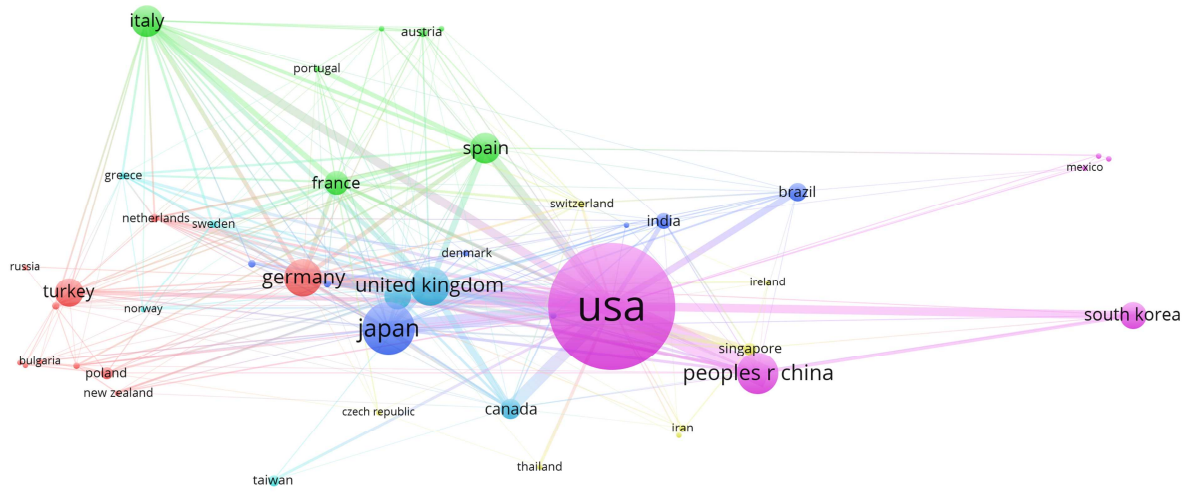 italy
austria
portugal
spain
mexico
greece
france
brazil
switzerland
netherlands
sweden
india
denmark
russia
germany
united kingdom
ireland
turkey
usa
norway
south korea
japan
singapore
bulgaria
poland
peoples r china
new zealand
czech republic
canada
iran
thailand
taiwan